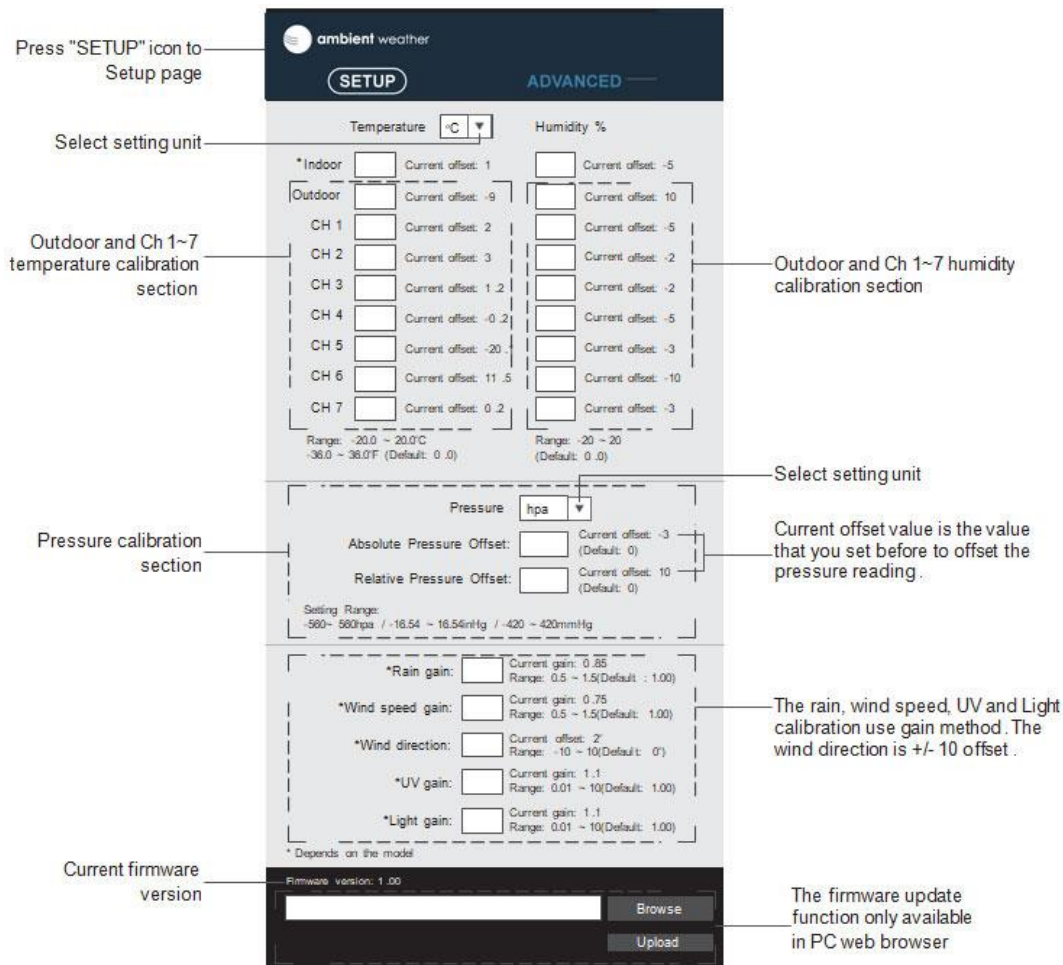 ambient weather
Press "SETUP" icon to
Setup page
SETUP
ADVANCED
Select setting unit
Temperature °C ▼
Humidity %
*Indoor Current offset: 1 Current offset: -5
Outdoor Current offset: -9 Current offset: 10
CH 1 Current offset: 2 Current offset: -5
CH 2 Current offset: 3 Current offset: -2
CH 3 Current offset: 1 .2 Current offset: -2
CH 4 Current offset: -0 .2 Current offset: -5
CH 5 Current offset: -20 . Current offset: -3
CH 6 Current offset: 11 .5 Current offset: -10
CH 7 Current offset: 0 .2 Current offset: -3
Outdoor and Ch 1~7
temperature calibration
section
Outdoor and Ch 1~7 humidity
calibration section
Range: -20.0 ~ 20.0°C
-36.0 ~ 36.0°F (Default: 0 .0)
Range: -20 ~ 20
(Default: 0 .0)
Pressure hpa ▼
Select setting unit
Pressure calibration
section
Absolute Pressure Offset: Current offset: -3
(Default: 0)
Relative Pressure Offset: Current offset: 10
(Default: 0)
Current offset value is the value
that you set before to offset the
pressure reading .
Setting Range:
-560~ 560hpa / -16.54 ~ 16.54inHg / -420 ~ 420mmHg
*Rain gain: Current gain: 0 .85
Range: 0.5 ~ 1.5(Default : 1.00)
*Wind speed gain: Current gain: 0 .75
Range: 0.5 ~ 1.5(Default: 1.00)
*Wind direction: Current offset: 2°
Range: -10 ~ 10(Default: 0°)
*UV gain: Current gain: 1 .1
Range: 0.01 ~ 10(Default: 1.00)
*Light gain: Current gain: 1 .1
Range: 0.01 ~ 10(Default: 1.00)
The rain, wind speed, UV and Light
calibration use gain method . The
wind direction is +/- 10 offset .
* Depends on the model
Current firmware
version
Firmware version: 1 .00
Browse
Upload
The firmware update
function only available
in PC web browser